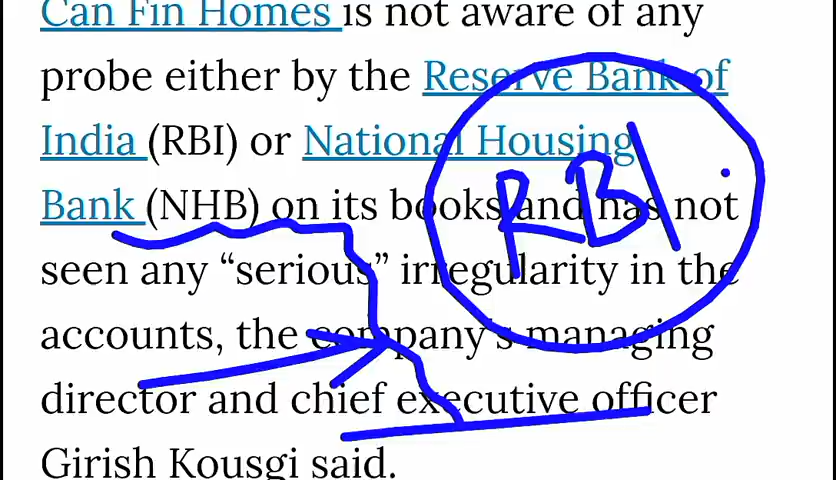 Can Fin Homes is not aware of any
probe either by the Reserve Bank of
India (RBI) or National Housing
Bank (NHB) on its books and has not
seen any “serious” irregularity in the
accounts, the company's managing
director and chief executive officer
Girish Kousgi said.
RBI